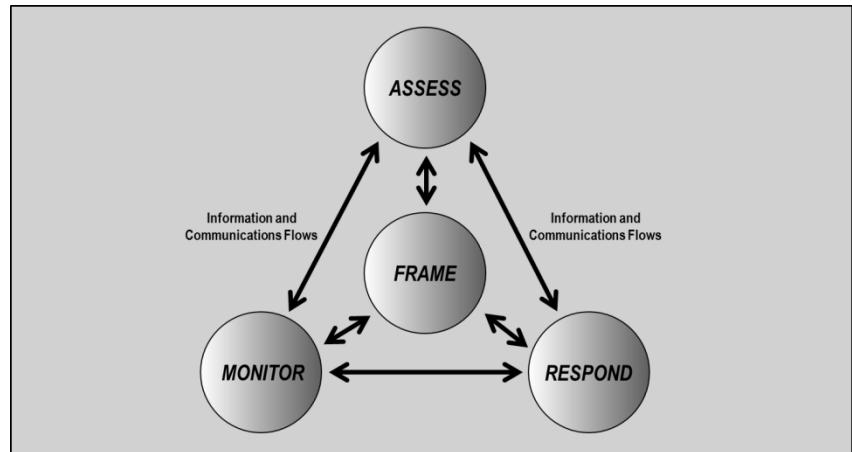 ASSESS
Information and
Communications Flows
Information and
Communications Flows
FRAME
MONITOR
RESPOND